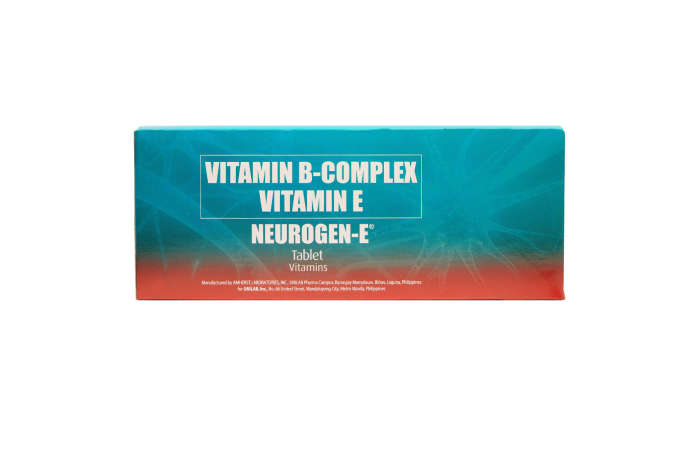 VITAMIN B-COMPLEX
VITAMIN E
NEUROGEN-E®
Tablet
Vitamins
Manufactured by AMHERST LABORATORIES, INC., UNILAB Pharma Campus, Barangay Mamplasan, Biñan, Laguna, Philippines
for UNILAB, Inc., No. 66 United Street, Mandaluyong City, Metro Manila, Philippines